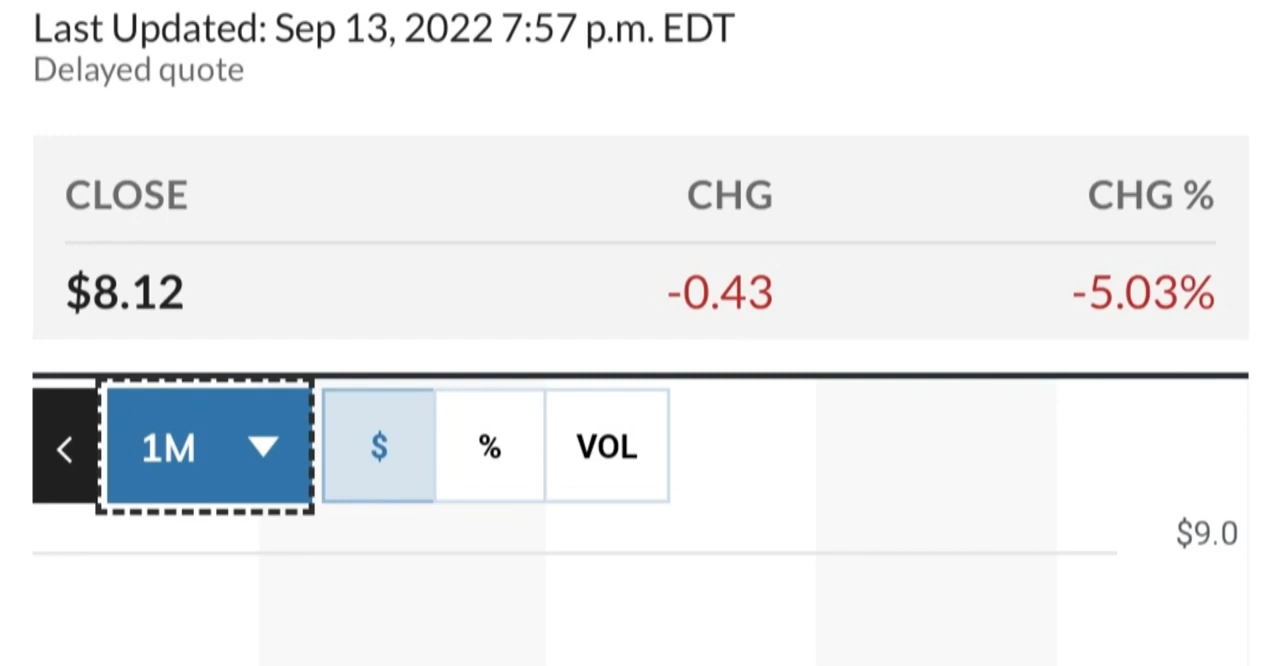 Last Updated: Sep 13, 2022 7:57 p.m. EDT
Delayed quote
CLOSE CHG CHG %
$8.12 -0.43 -5.03%
1M $ % VOL
$9.0